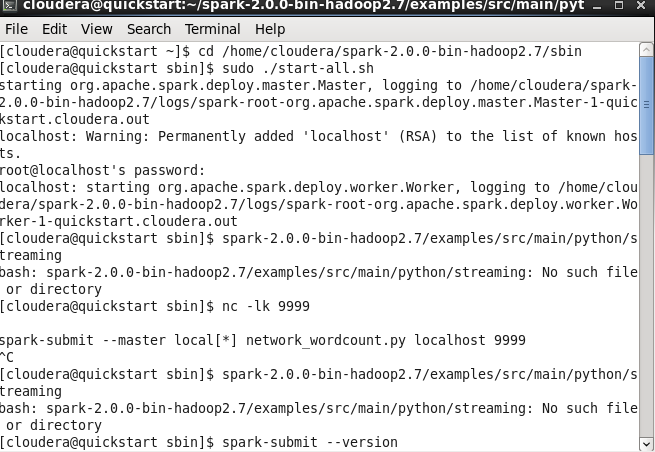 cloudera@quickstart:~/spark-2.0.0-bin-hadoop2.7/examples/src/main/pyt
File Edit View Search Terminal Help
[cloudera@quickstart ~]$ cd /home/cloudera/spark-2.0.0-bin-hadoop2.7/sbin
[cloudera@quickstart sbin]$ sudo ./start-all.sh
starting org.apache.spark.deploy.master.Master, logging to /home/cloudera/spark-
2.0.0-bin-hadoop2.7/logs/spark-root-org.apache.spark.deploy.master.Master-1-quic
kstart.cloudera.out
localhost: Warning: Permanently added 'localhost' (RSA) to the list of known hos
ts.
root@localhost's password:
localhost: starting org.apache.spark.deploy.worker.Worker, logging to /home/clou
dera/spark-2.0.0-bin-hadoop2.7/logs/spark-root-org.apache.spark.deploy.worker.Wo
rker-1-quickstart.cloudera.out
[cloudera@quickstart sbin]$ spark-2.0.0-bin-hadoop2.7/examples/src/main/python/s
treaming
bash: spark-2.0.0-bin-hadoop2.7/examples/src/main/python/streaming: No such file
or directory
[cloudera@quickstart sbin]$ nc -lk 9999
spark-submit --master local[*] network_wordcount.py localhost 9999
^C
[cloudera@quickstart sbin]$ spark-2.0.0-bin-hadoop2.7/examples/src/main/python/s
treaming
bash: spark-2.0.0-bin-hadoop2.7/examples/src/main/python/streaming: No such file
or directory
[cloudera@quickstart sbin]$ spark-submit --version